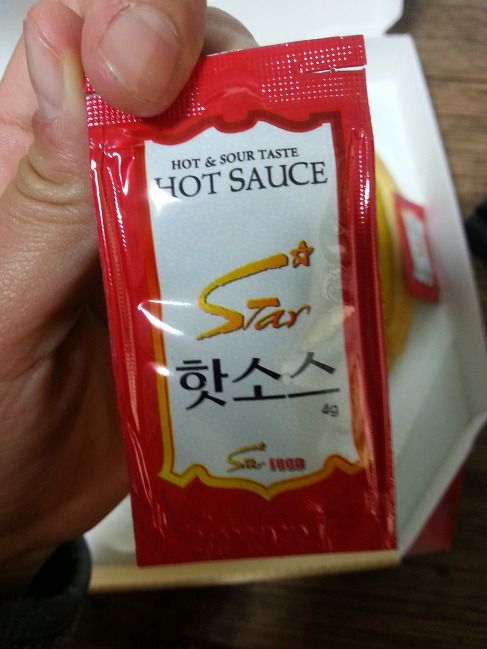 HOT & SOUR TASTE
HOT SAUCE
Star
핫소스
4g
Star FOOD